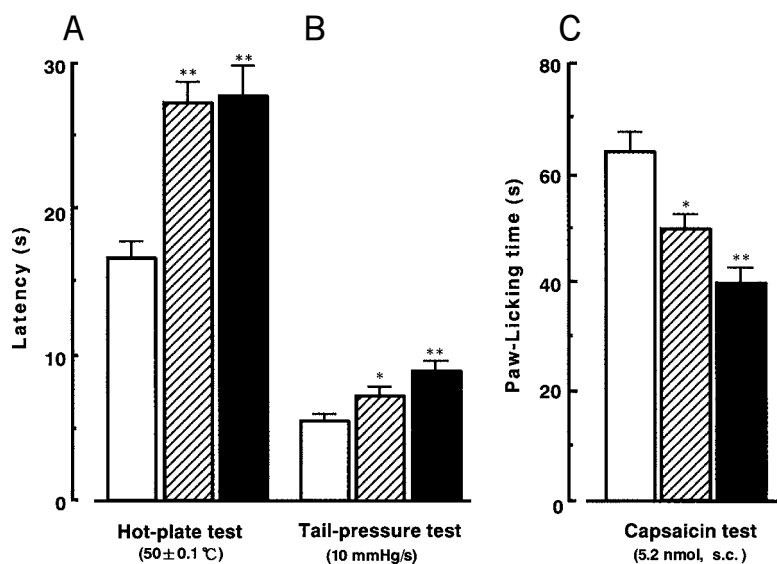 A
B
C
30
20
10
0
Latency (s)
**
**
*
**
Hot-plate test
(50±0.1 ℃)
Tail-pressure test
(10 mmHg/s)
80
60
40
20
0
Paw-Licking time (s)
*
**
Capsaicin test
(5.2 nmol, s.c.)